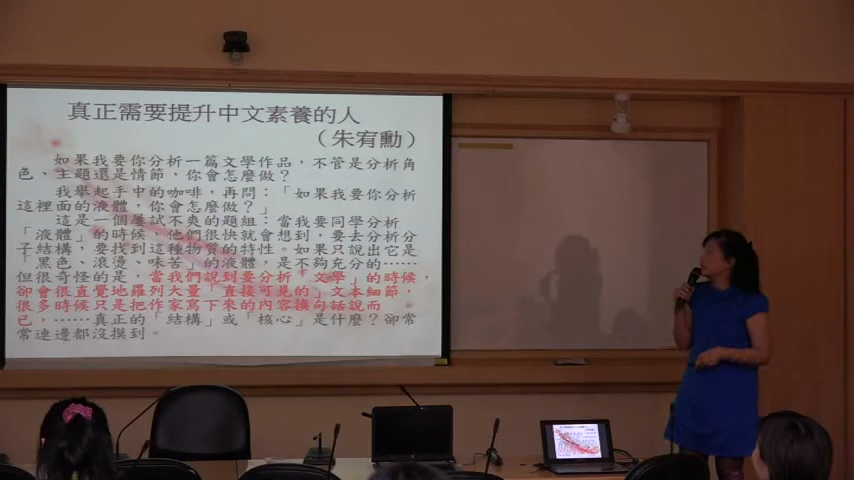 真正需要提升中文素養的人
（朱宥勳）
如果我要你分析一篇文學作品，不管是分析角
色、主題還是情節，你會怎麼做？
我舉起手中的咖啡，再問：「如果我要你分析
這裡面的液體，你會怎麼做？」
這是一個屢試不爽的題組：當我要同學分析
「液體」的時候，他們很快就會想到，要去分析分
子結構，要找到這種物質的特性。如果只說出它是
「黑色、滾燙、味苦」的液體，是不夠充分的……
但很奇怪的是，當我們說到要分析「文學」的時候，
卻會很直覺地羅列大量「直接可見的」文本細節，
很多時候只是把作家寫下來的內容換句話說而
已，……真正的「結構」或「核心」是什麼？卻常
常連邊都沒摸到。